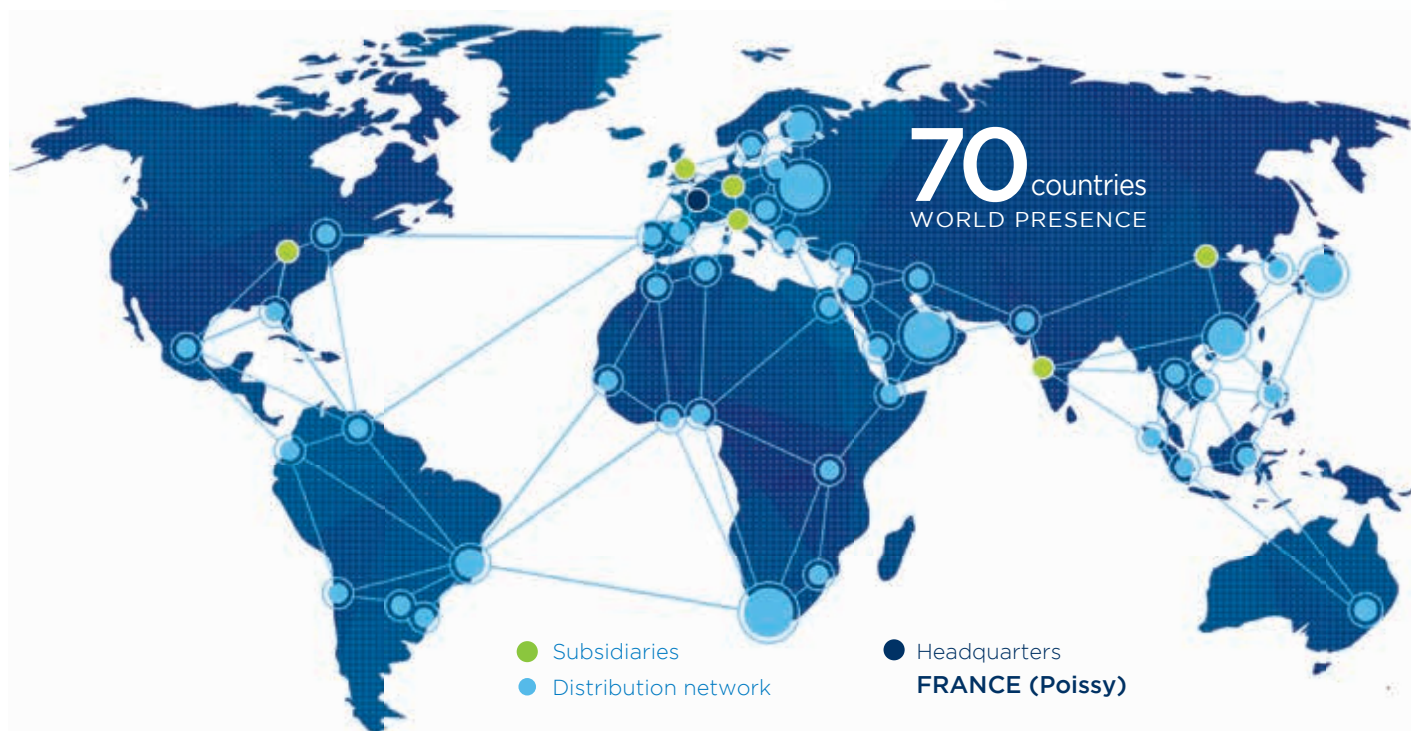 70 countries
WORLD PRESENCE
Subsidiaries
Distribution network
Headquarters
FRANCE (Poissy)